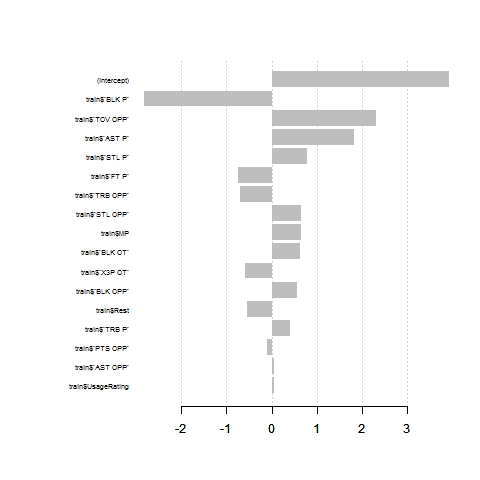 (Intercept)
train$`BLK P`
train$`TOV OPP`
train$`AST P`
train$`STL P`
train$`FT P`
train$`TRB OPP`
train$`STL OPP`
train$MP
train$`BLK OT`
train$`X3P OT`
train$`BLK OPP`
train$Rest
train$`TRB P`
train$`PTS OPP`
train$`AST OPP`
train$UsageRating
-2 -1 0 1 2 3